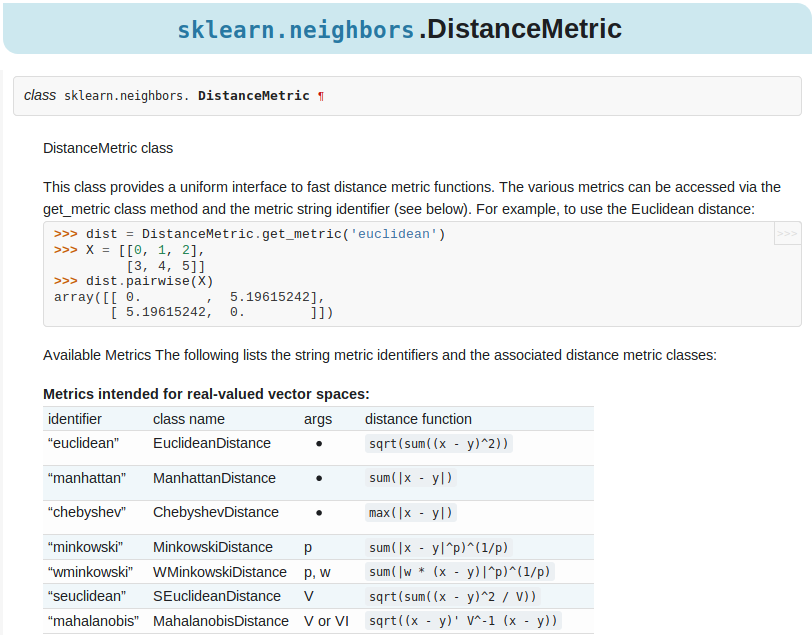 sklearn.neighbors.DistanceMetric
class sklearn.neighbors. DistanceMetric ¶
DistanceMetric class
This class provides a uniform interface to fast distance metric functions. The various metrics can be accessed via the
get_metric class method and the metric string identifier (see below). For example, to use the Euclidean distance:
>>> dist = DistanceMetric.get_metric('euclidean') >>>
>>> X = [[0, 1, 2],
[3, 4, 5]]
>>> dist.pairwise(X)
array([[ 0.        ,  5.19615242],
[ 5.19615242,  0.        ]])
Available Metrics The following lists the string metric identifiers and the associated distance metric classes:
Metrics intended for real-valued vector spaces:
identifier class name args distance function
“euclidean” EuclideanDistance • sqrt(sum((x - y)^2))
“manhattan” ManhattanDistance • sum(|x - y|)
“chebyshev” ChebyshevDistance • max(|x - y|)
“minkowski” MinkowskiDistance p sum(|x - y|^p)^(1/p)
“wminkowski” WMinkowskiDistance p, w sum(|w * (x - y)|^p)^(1/p)
“seuclidean” SEuclideanDistance V sqrt(sum((x - y)^2 / V))
“mahalanobis” MahalanobisDistance V or VI sqrt((x - y)' V^-1 (x - y))